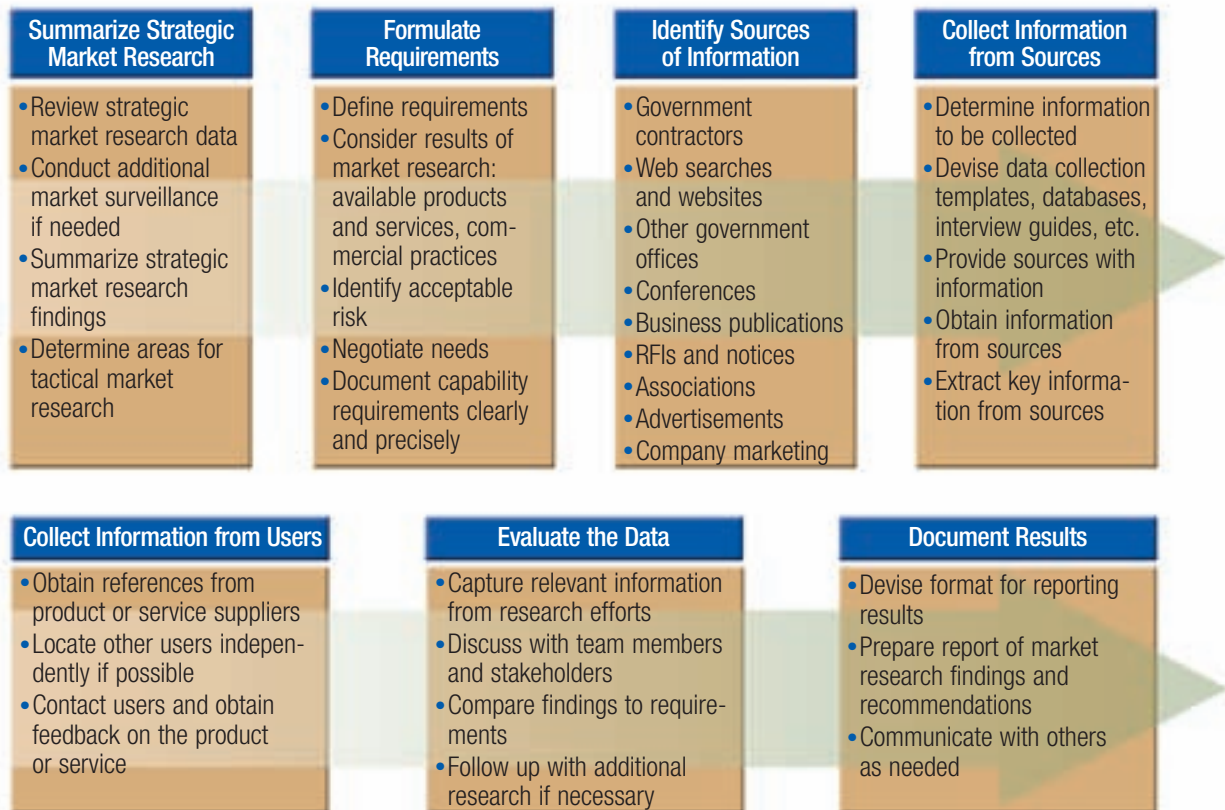 Summarize Strategic
Market Research
• Review strategic
market research data
• Conduct additional
market surveillance
if needed
• Summarize strategic
market research
findings
• Determine areas for
tactical market
research
Formulate
Requirements
• Define requirements
• Consider results of
market research:
available products
and services, com-
mercial practices
• Identify acceptable
risk
• Negotiate needs
• Document capability
requirements clearly
and precisely
Identify Sources
of Information
• Government
contractors
• Web searches
and websites
• Other government
offices
• Conferences
• Business publications
• RFIs and notices
• Associations
• Advertisements
• Company marketing
Collect Information
from Sources
• Determine information
to be collected
• Devise data collection
templates, databases,
interview guides, etc.
• Provide sources with
information
• Obtain information
from sources
• Extract key informa-
tion from sources
Collect Information from Users
• Obtain references from
product or service suppliers
• Locate other users indepen-
dently if possible
• Contact users and obtain
feedback on the product
or service
Evaluate the Data
• Capture relevant information
from research efforts
• Discuss with team members
and stakeholders
• Compare findings to require-
ments
• Follow up with additional
research if necessary
Document Results
• Devise format for reporting
results
• Prepare report of market
research findings and
recommendations
• Communicate with others
as needed